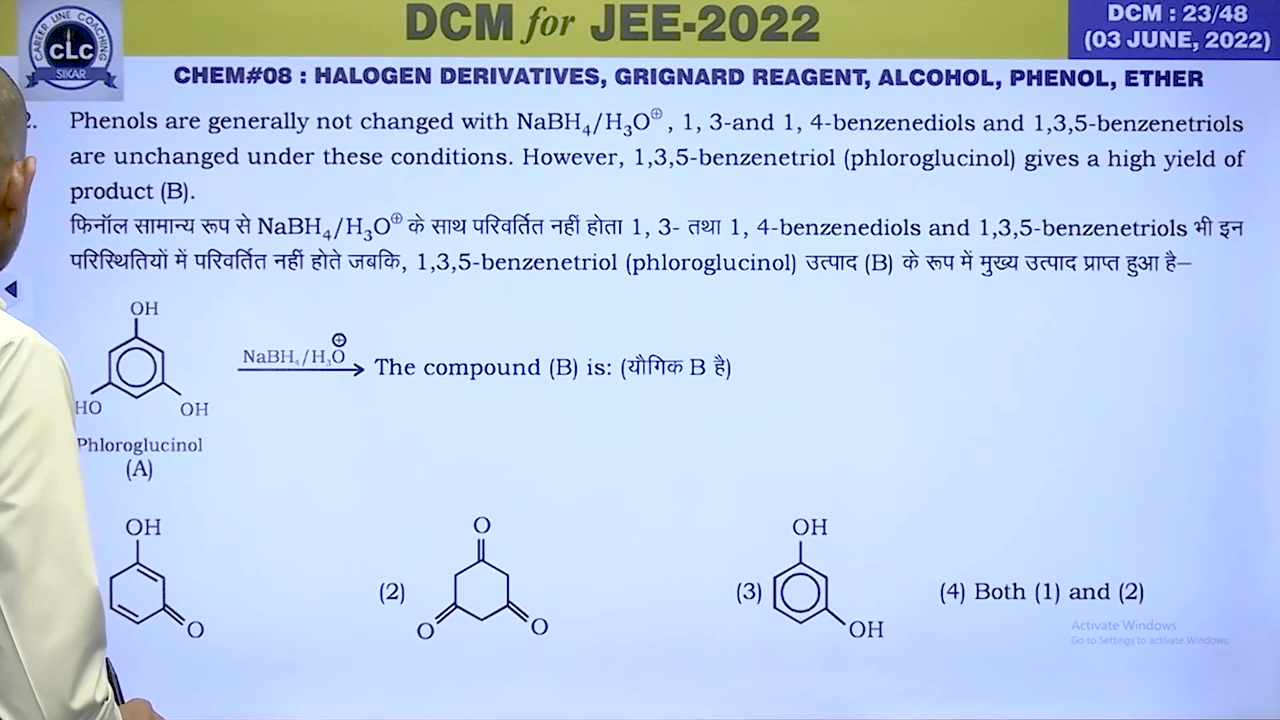 DCM for JEE-2022
DCM : 23/48
(03 JUNE, 2022)
CAREER LINE COACHING
CLC
SIKAR
CHEM#08 : HALOGEN DERIVATIVES, GRIGNARD REAGENT, ALCOHOL, PHENOL, ETHER
Phenols are generally not changed with NaBH₄/H₃O⊕, 1, 3-and 1, 4-benzenediols and 1,3,5-benzenetriols
are unchanged under these conditions. However, 1,3,5-benzenetriol (phloroglucinol) gives a high yield of
product (B).
फिनॉल सामान्य रूप से NaBH₄/H₃O⊕ के साथ परिवर्तित नहीं होता 1, 3- तथा 1, 4-benzenediols and 1,3,5-benzenetriols भी इन
परिस्थितियों में परिवर्तित नहीं होते जबकि, 1,3,5-benzenetriol (phloroglucinol) उत्पाद (B) के रूप में मुख्य उत्पाद प्राप्त हुआ है–
OH
HO
OH
NaBH₄/H₃O⊕
The compound (B) is: (यौगिक B है)
Phloroglucinol
(A)
OH
O
(2)
O
O
O
(3)
OH
OH
(4) Both (1) and (2)
Activate Windows
Go to Settings to activate Windows.